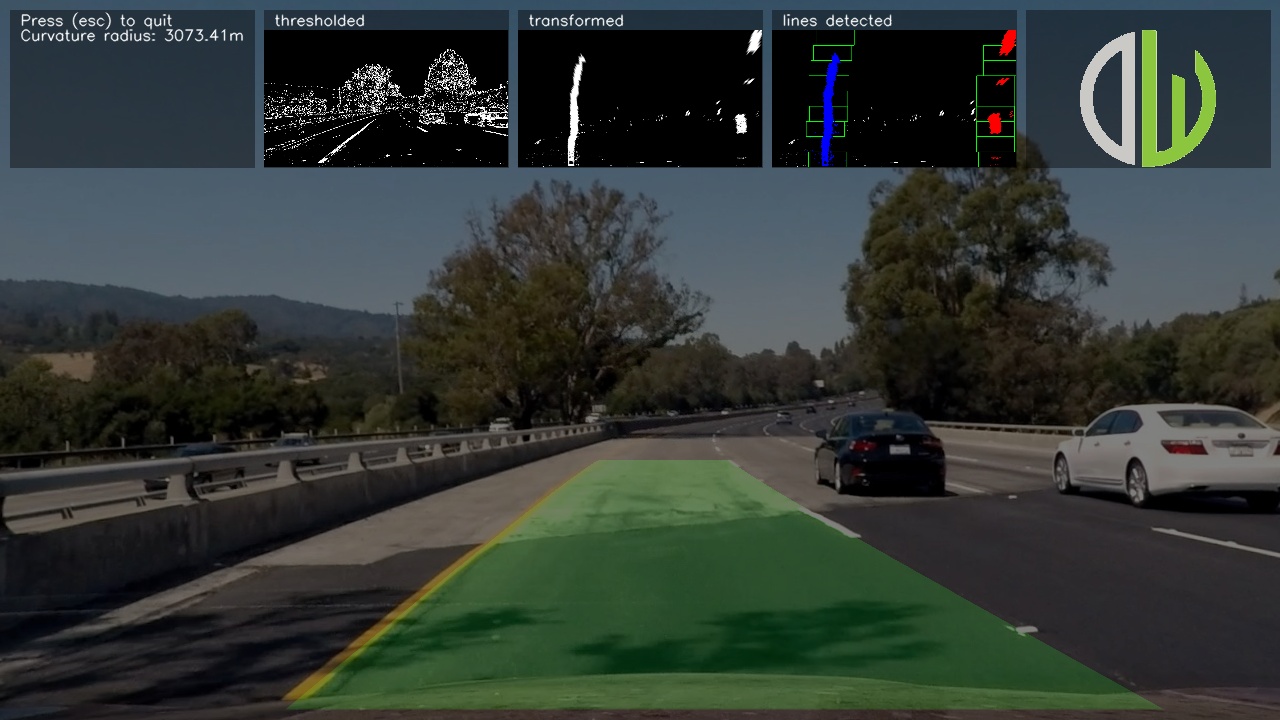 Press (esc) to quit
Curvature radius: 3073.41m
thresholded
transformed
lines detected